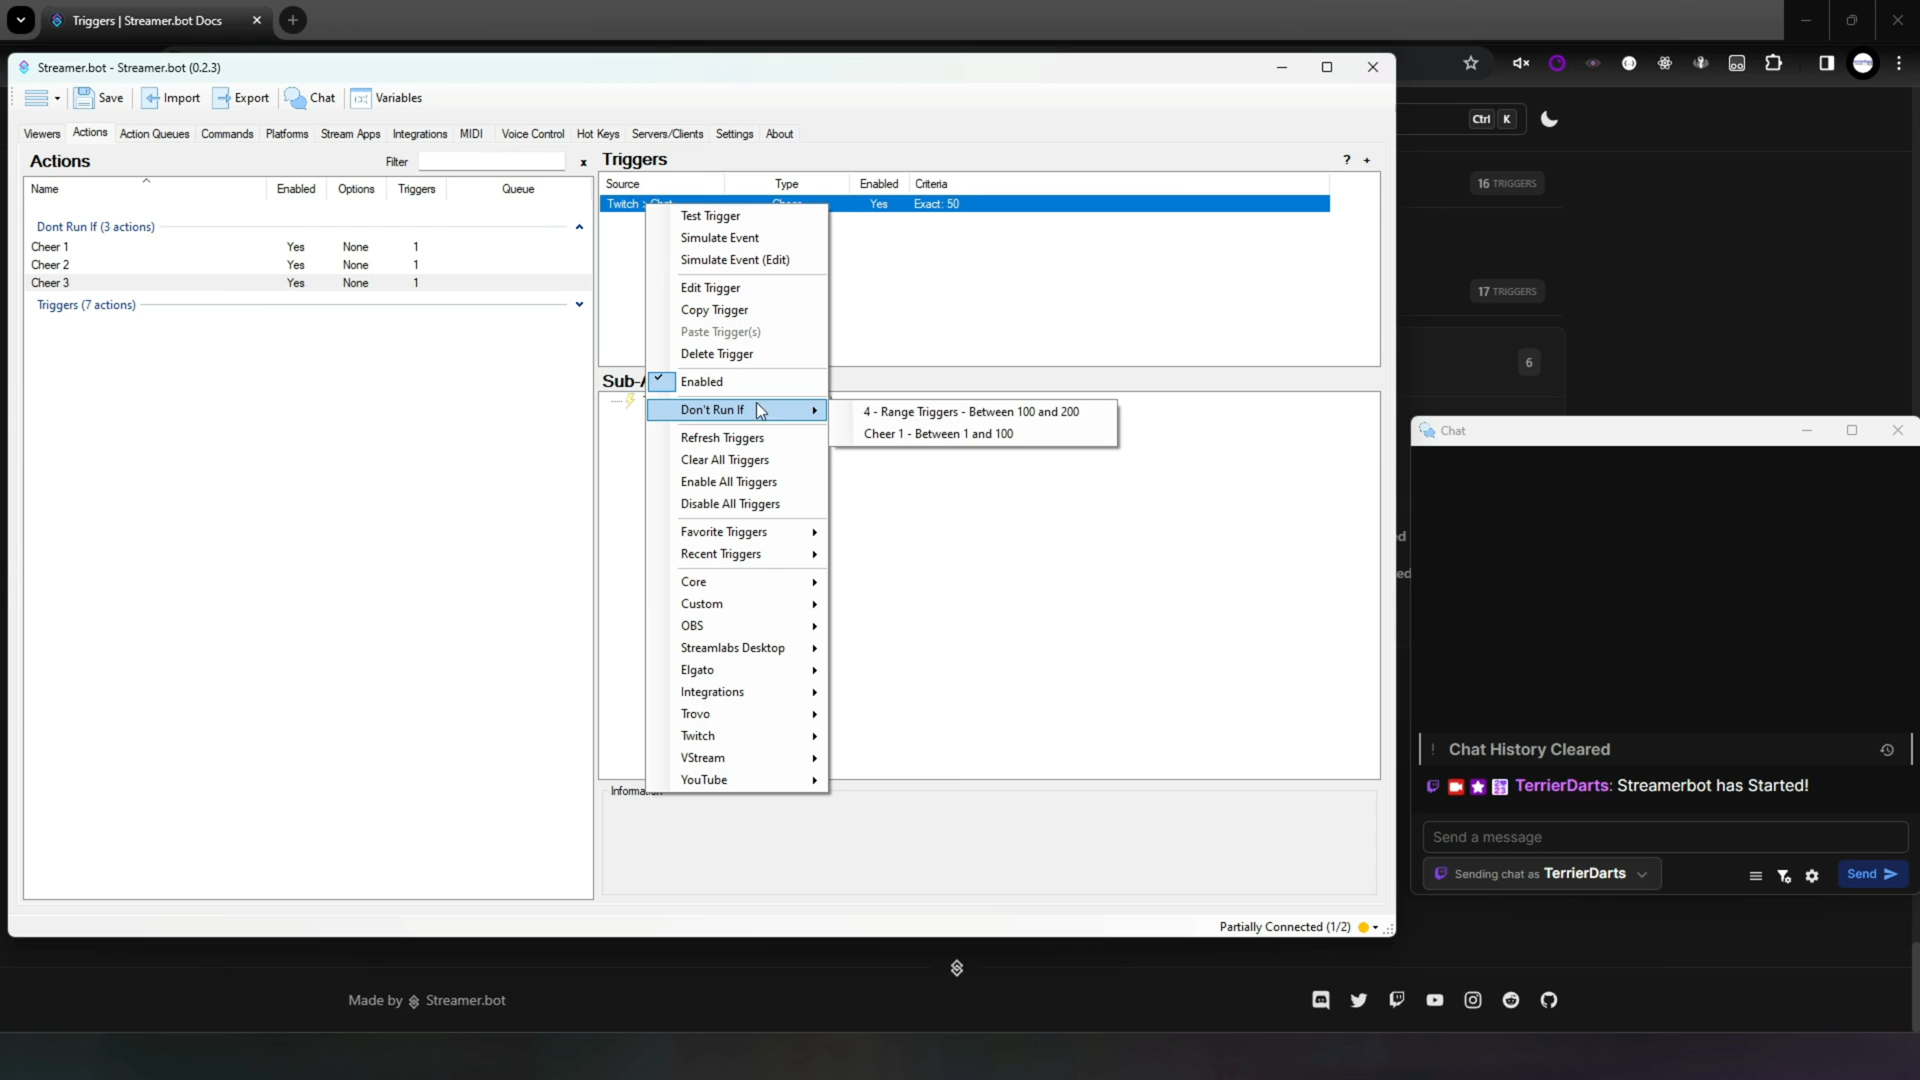 Triggers | Streamer.bot Docs
Streamer.bot - Streamer.bot (0.2.3)
Save Import Export Chat Variables
Ctrl K
Viewers Actions Action Queues Commands Platforms Stream Apps Integrations MIDI Voice Control Hot Keys Servers/Clients Settings About
Actions Filter x Triggers ? +
Name Enabled Options Triggers Queue
Source Type Enabled Criteria
16 TRIGGERS
Twitch > Yes Exact: 50
Dont Run If (3 actions)
Cheer 1 Yes None 1
Cheer 2 Yes None 1
Cheer 3 Yes None 1
Triggers (7 actions)
17 TRIGGERS
6
Test Trigger
Simulate Event
Simulate Event (Edit)
Edit Trigger
Copy Trigger
Paste Trigger(s)
Delete Trigger
Sub-
Enabled
Don't Run If
4 - Range Triggers - Between 100 and 200
Cheer 1 - Between 1 and 100
Refresh Triggers
Clear All Triggers
Enable All Triggers
Disable All Triggers
Favorite Triggers
Recent Triggers
Core
Custom
OBS
Streamlabs Desktop
Elgato
Integrations
Trovo
Twitch
VStream
YouTube
Partially Connected (1/2)
Chat
! Chat History Cleared
TerrierDarts: Streamerbot has Started!
Send a message
Sending chat as TerrierDarts
Send
Made by Streamer.bot